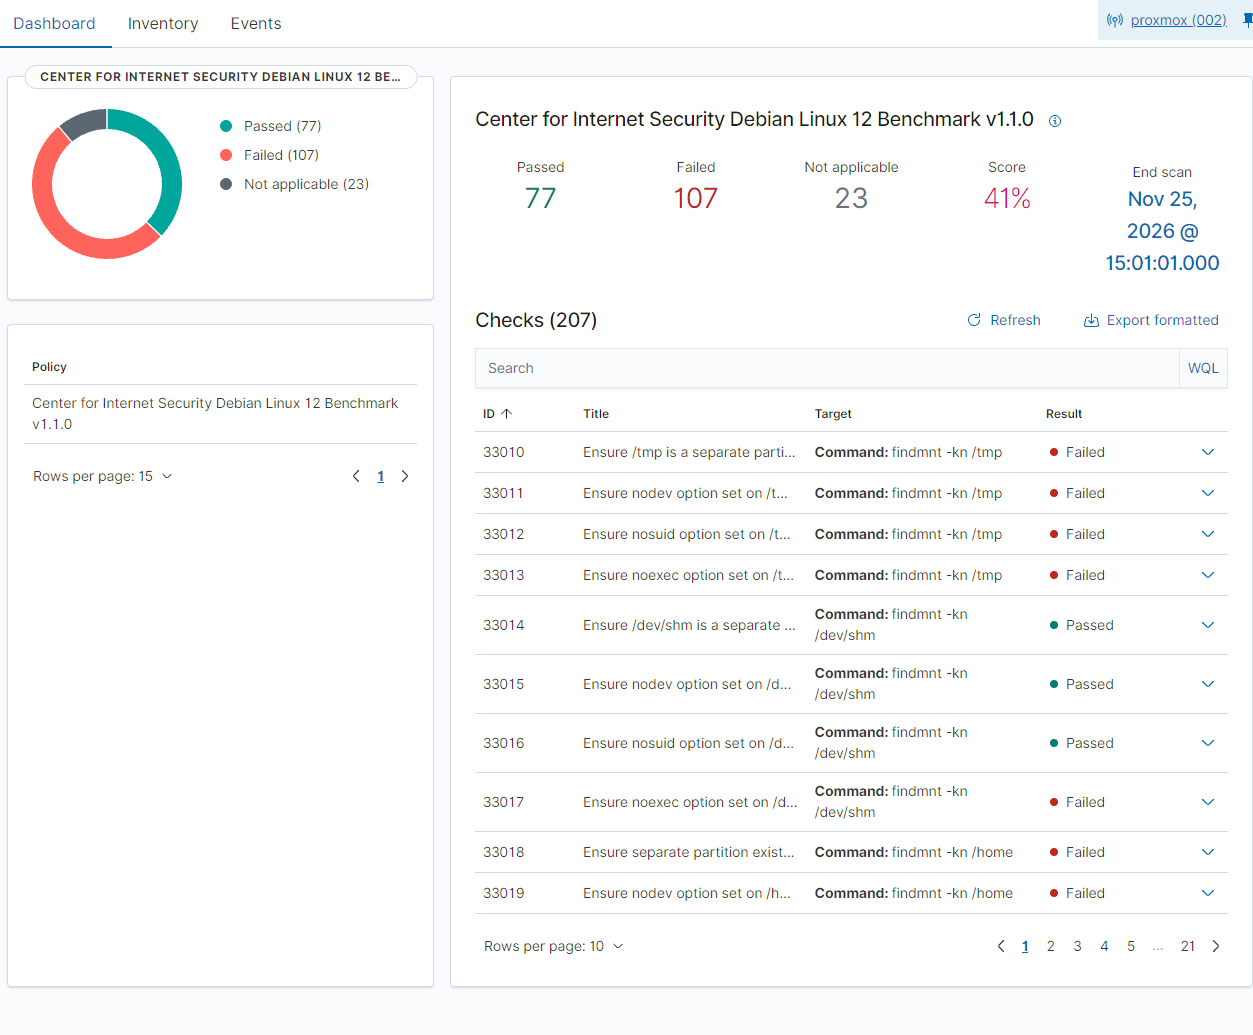 Dashboard
Inventory
Events
proxmox (002)
CENTER FOR INTERNET SECURITY DEBIAN LINUX 12 BE...
Passed (77)
Failed (107)
Not applicable (23)
Policy
Center for Internet Security Debian Linux 12 Benchmark
v1.1.0
Rows per page: 15
1
Center for Internet Security Debian Linux 12 Benchmark v1.1.0
Passed
77
Failed
107
Not applicable
23
Score
41%
End scan
Nov 25,
2026 @
15:01:01.000
Checks (207)
Refresh
Export formatted
Search
WQL
ID Title Target Result
33010 Ensure /tmp is a separate parti... Command: findmnt -kn /tmp Failed
33011 Ensure nodev option set on /t... Command: findmnt -kn /tmp Failed
33012 Ensure nosuid option set on /t... Command: findmnt -kn /tmp Failed
33013 Ensure noexec option set on /t... Command: findmnt -kn /tmp Failed
33014 Ensure /dev/shm is a separate ... Command: findmnt -kn
/dev/shm Passed
33015 Ensure nodev option set on /d... Command: findmnt -kn
/dev/shm Passed
33016 Ensure nosuid option set on /d... Command: findmnt -kn
/dev/shm Passed
33017 Ensure noexec option set on /d... Command: findmnt -kn
/dev/shm Failed
33018 Ensure separate partition exist... Command: findmnt -kn /home Failed
33019 Ensure nodev option set on /h... Command: findmnt -kn /home Failed
Rows per page: 10
1 2 3 4 5 ... 21